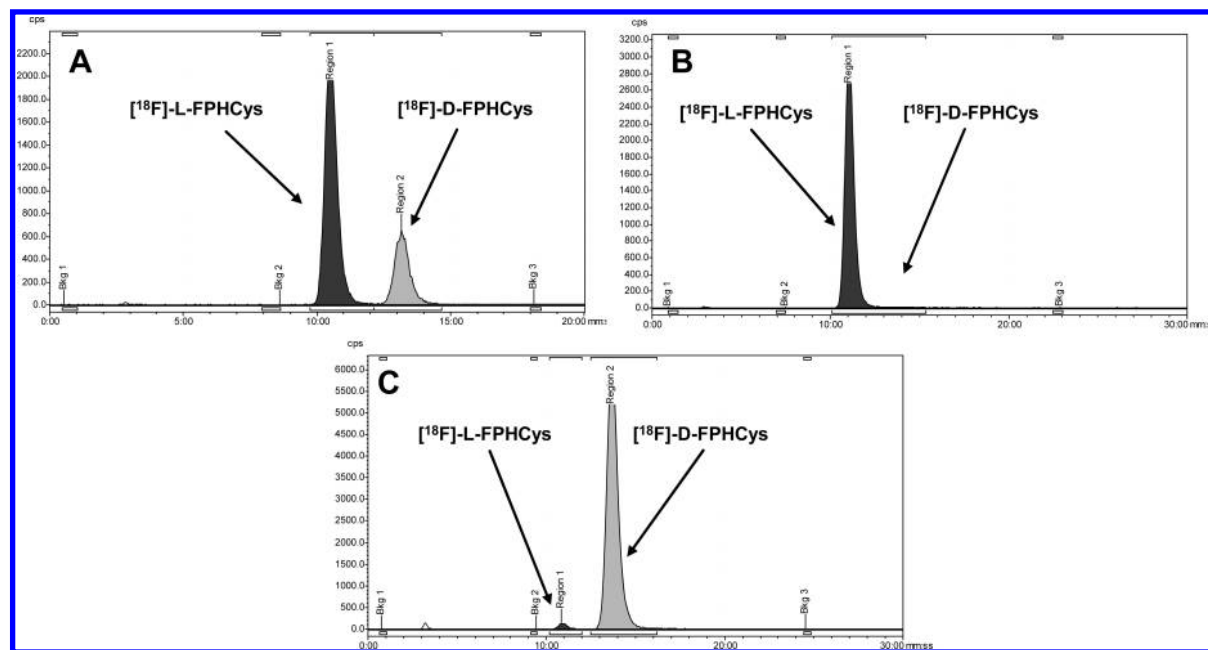 cps
A
[¹⁸F]-L-FPHCys
[¹⁸F]-D-FPHCys
Region 1
Region 2
Bkg 1
Bkg 2
Bkg 3
2200.0
2000.0
1800.0
1600.0
1400.0
1200.0
1000.0
800.0
600.0
400.0
200.0
0.0
0:00
5:00
10:00
15:00
20:00
mm:s
cps
B
[¹⁸F]-L-FPHCys
[¹⁸F]-D-FPHCys
Region 1
Bkg 1
Bkg 2
Bkg 3
3200.0
3000.0
2800.0
2600.0
2400.0
2200.0
2000.0
1800.0
1600.0
1400.0
1200.0
1000.0
800.0
600.0
400.0
200.0
0.0
0:00
10:00
20:00
30:00 mm:s
cps
C
[¹⁸F]-L-FPHCys
[¹⁸F]-D-FPHCys
Region 1
Region 2
Bkg 1
Bkg 2
Bkg 3
6000.0
5500.0
5000.0
4500.0
4000.0
3500.0
3000.0
2500.0
2000.0
1500.0
1000.0
500.0
0.0
0:00
10:00
20:00
30:00 mm:ss